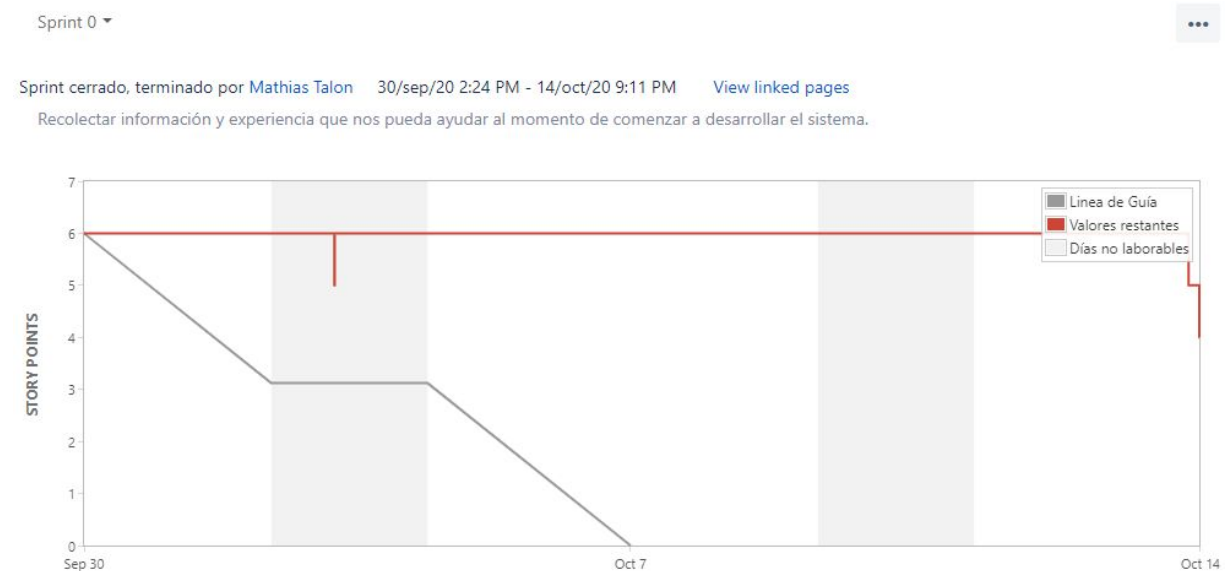 Sprint 0
Sprint cerrado, terminado por Mathias Talon 30/sep/20 2:24 PM - 14/oct/20 9:11 PM View linked pages
Recolectar información y experiencia que nos pueda ayudar al momento de comenzar a desarrollar el sistema.
STORY POINTS
7
6
5
4
3
2
1
0
Linea de Guía
Valores restantes
Días no laborables
Sep 30 Oct 7 Oct 14